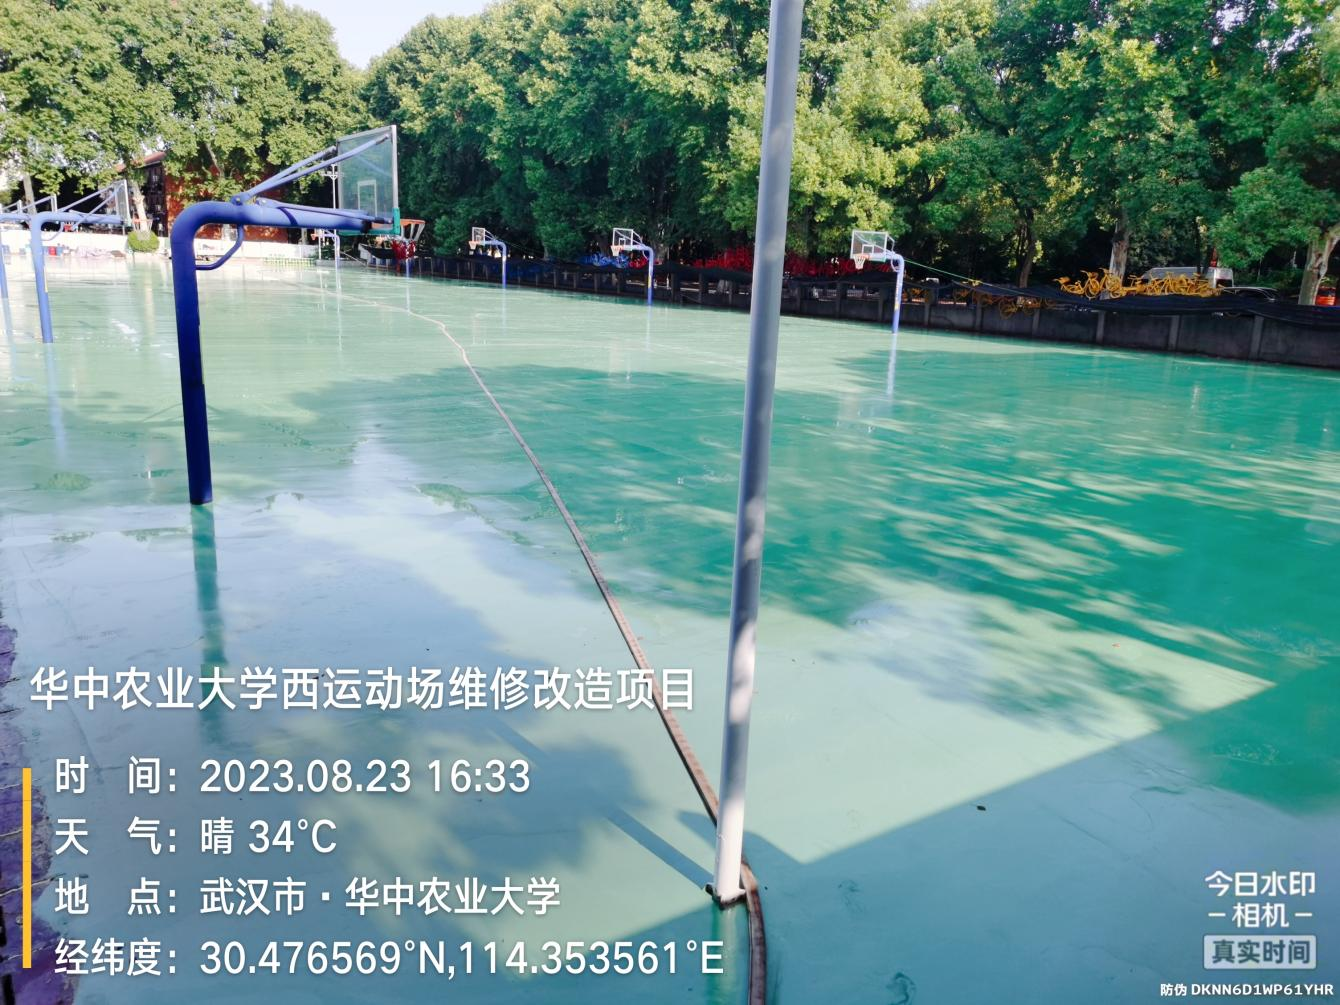 华中农业大学西运动场维修改造项目
时 间：2023.08.23 16:33
天 气：晴 34°C
地 点：武汉市·华中农业大学
经纬度：30.476569°N,114.353561°E
今日水印
-相机-
真实时间
防伪 DKNN6D1WP61YHR